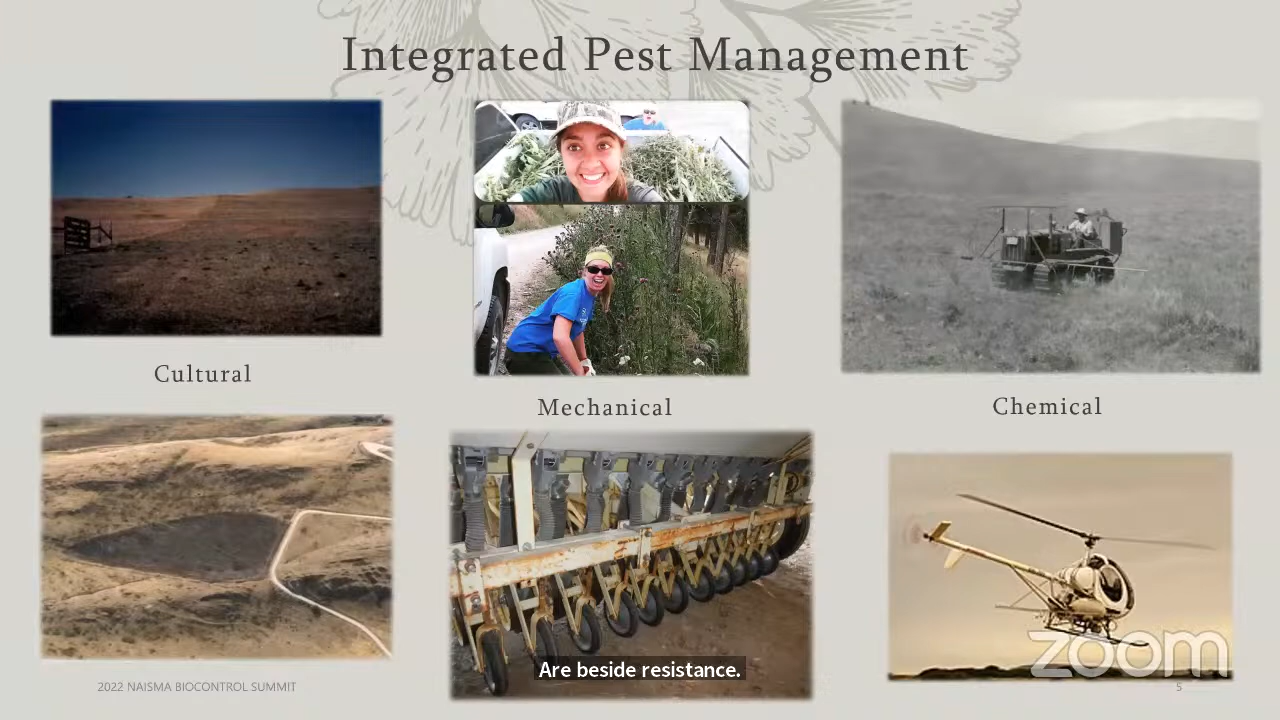 Integrated Pest Management
Cultural
Mechanical
Chemical
Are beside resistance.
zoom
2022 NAISMA BIOCONTROL SUMMIT
5